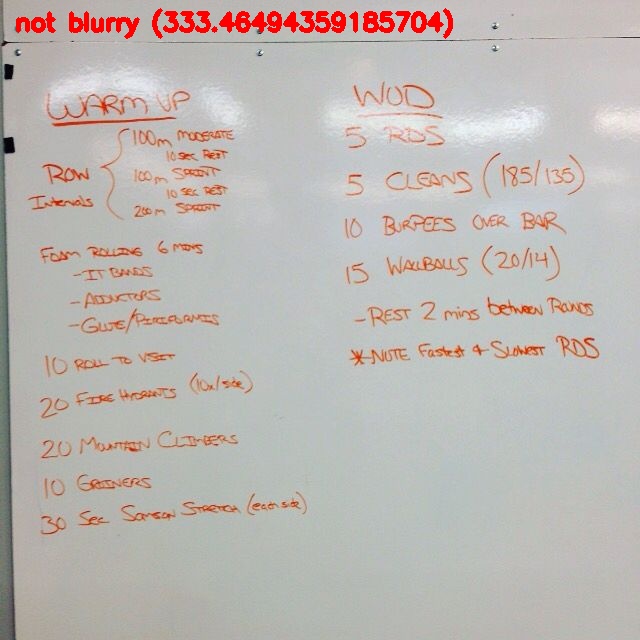 not blurry (333.46494359185704)
WARM UP
ROW Intervals
100m MODERATE
10 sec REST
100m SPRINT
10 sec REST
200m SPRINT
FOAM ROLLING 6 MINS
- IT BANDS
- ADDUCTORS
- GLUTE/PIRIFORMIS
10 ROLL TO VSIT
20 FIRE HYDRANTS (10x/side)
20 MOUNTAIN CLIMBERS
10 GRINERS
30 Sec SAMSON STRETCH (each side)
WOD
5 RDS
5 CLEANS (185/135)
10 BURPEES OVER BAR
15 WALLBALLS (20/14)
- REST 2 mins between ROUNDS
*NOTE Fastest + SLOWEST RDS